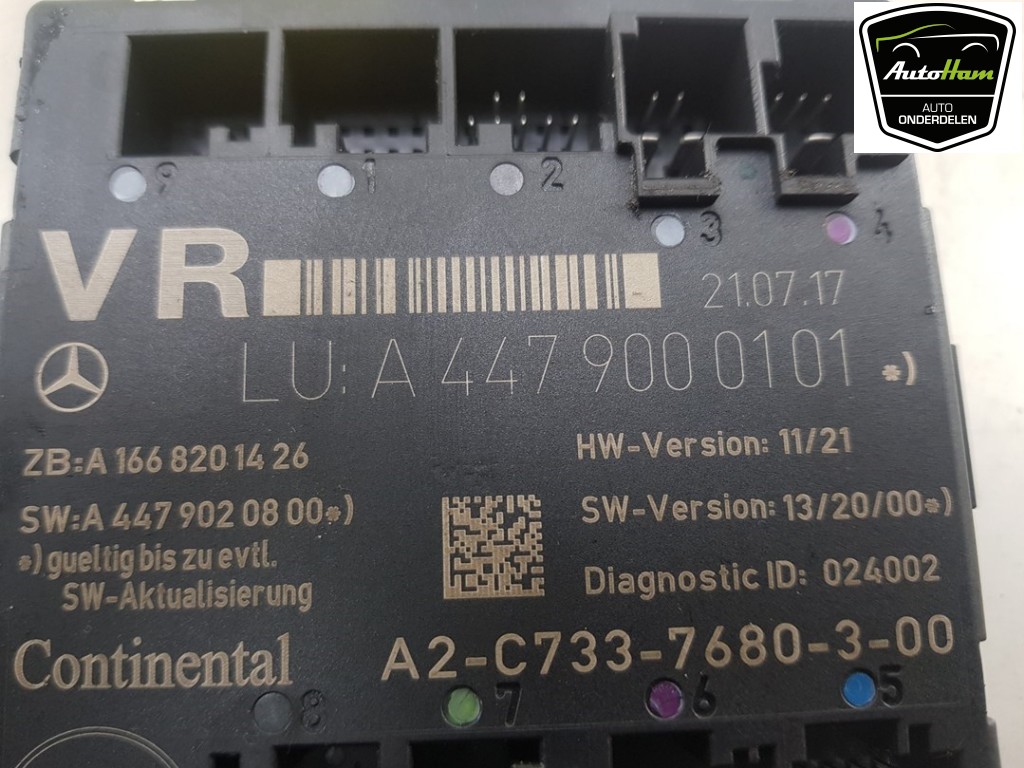 AutoHam
AUTO
ONDERDELEN
9 1 2
3 4
VR
21.07.17
LU: A 447 900 01 01 *)
ZB:A 166 820 14 26
HW-Version: 11/21
SW:A 447 902 08 00*)
SW-Version: 13/20/00*)
*) gueltig bis zu evtl.
SW-Aktualisierung
Diagnostic ID: 024002
Continental
A2-C733-7680-3-00
8 7 6 5